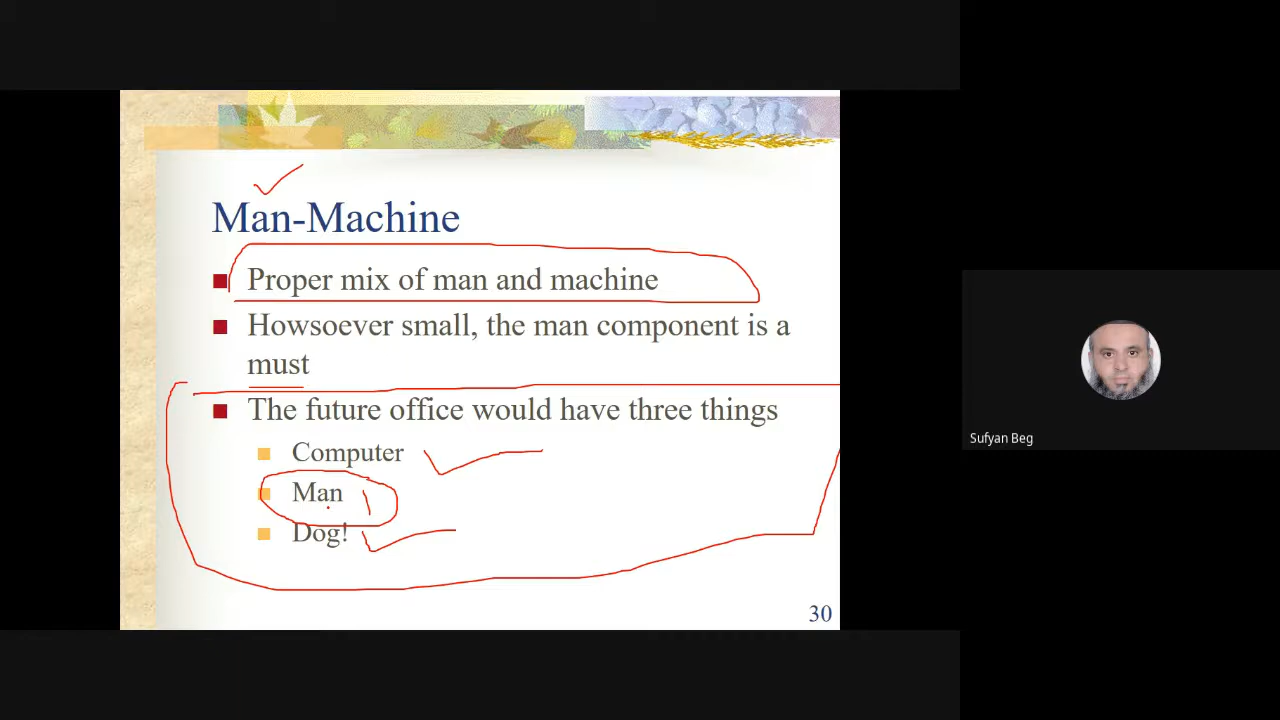 Man-Machine
Proper mix of man and machine
Howsoever small, the man component is a
must
The future office would have three things
Computer
Man
Dog!
30
Sufyan Beg